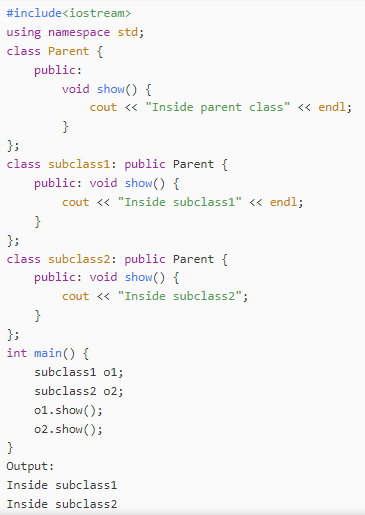 #include<iostream>
using namespace std;
class Parent {
    public:
        void show() {
            cout << "Inside parent class" << endl;
        }
};
class subclass1: public Parent {
    public: void show() {
        cout << "Inside subclass1" << endl;
    }
};
class subclass2: public Parent {
    public: void show() {
        cout << "Inside subclass2";
    }
};
int main() {
    subclass1 o1;
    subclass2 o2;
    o1.show();
    o2.show();
}
Output:
Inside subclass1
Inside subclass2